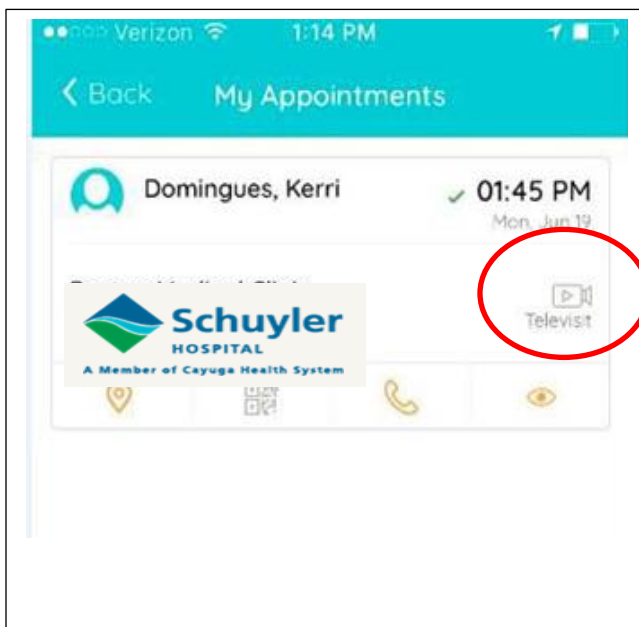 Verizon 1:14 PM
Back My Appointments
Domingues, Kerri 01:45 PM
Mon, Jun 19
Televisit
Schuyler
HOSPITAL
A Member of Cayuga Health System